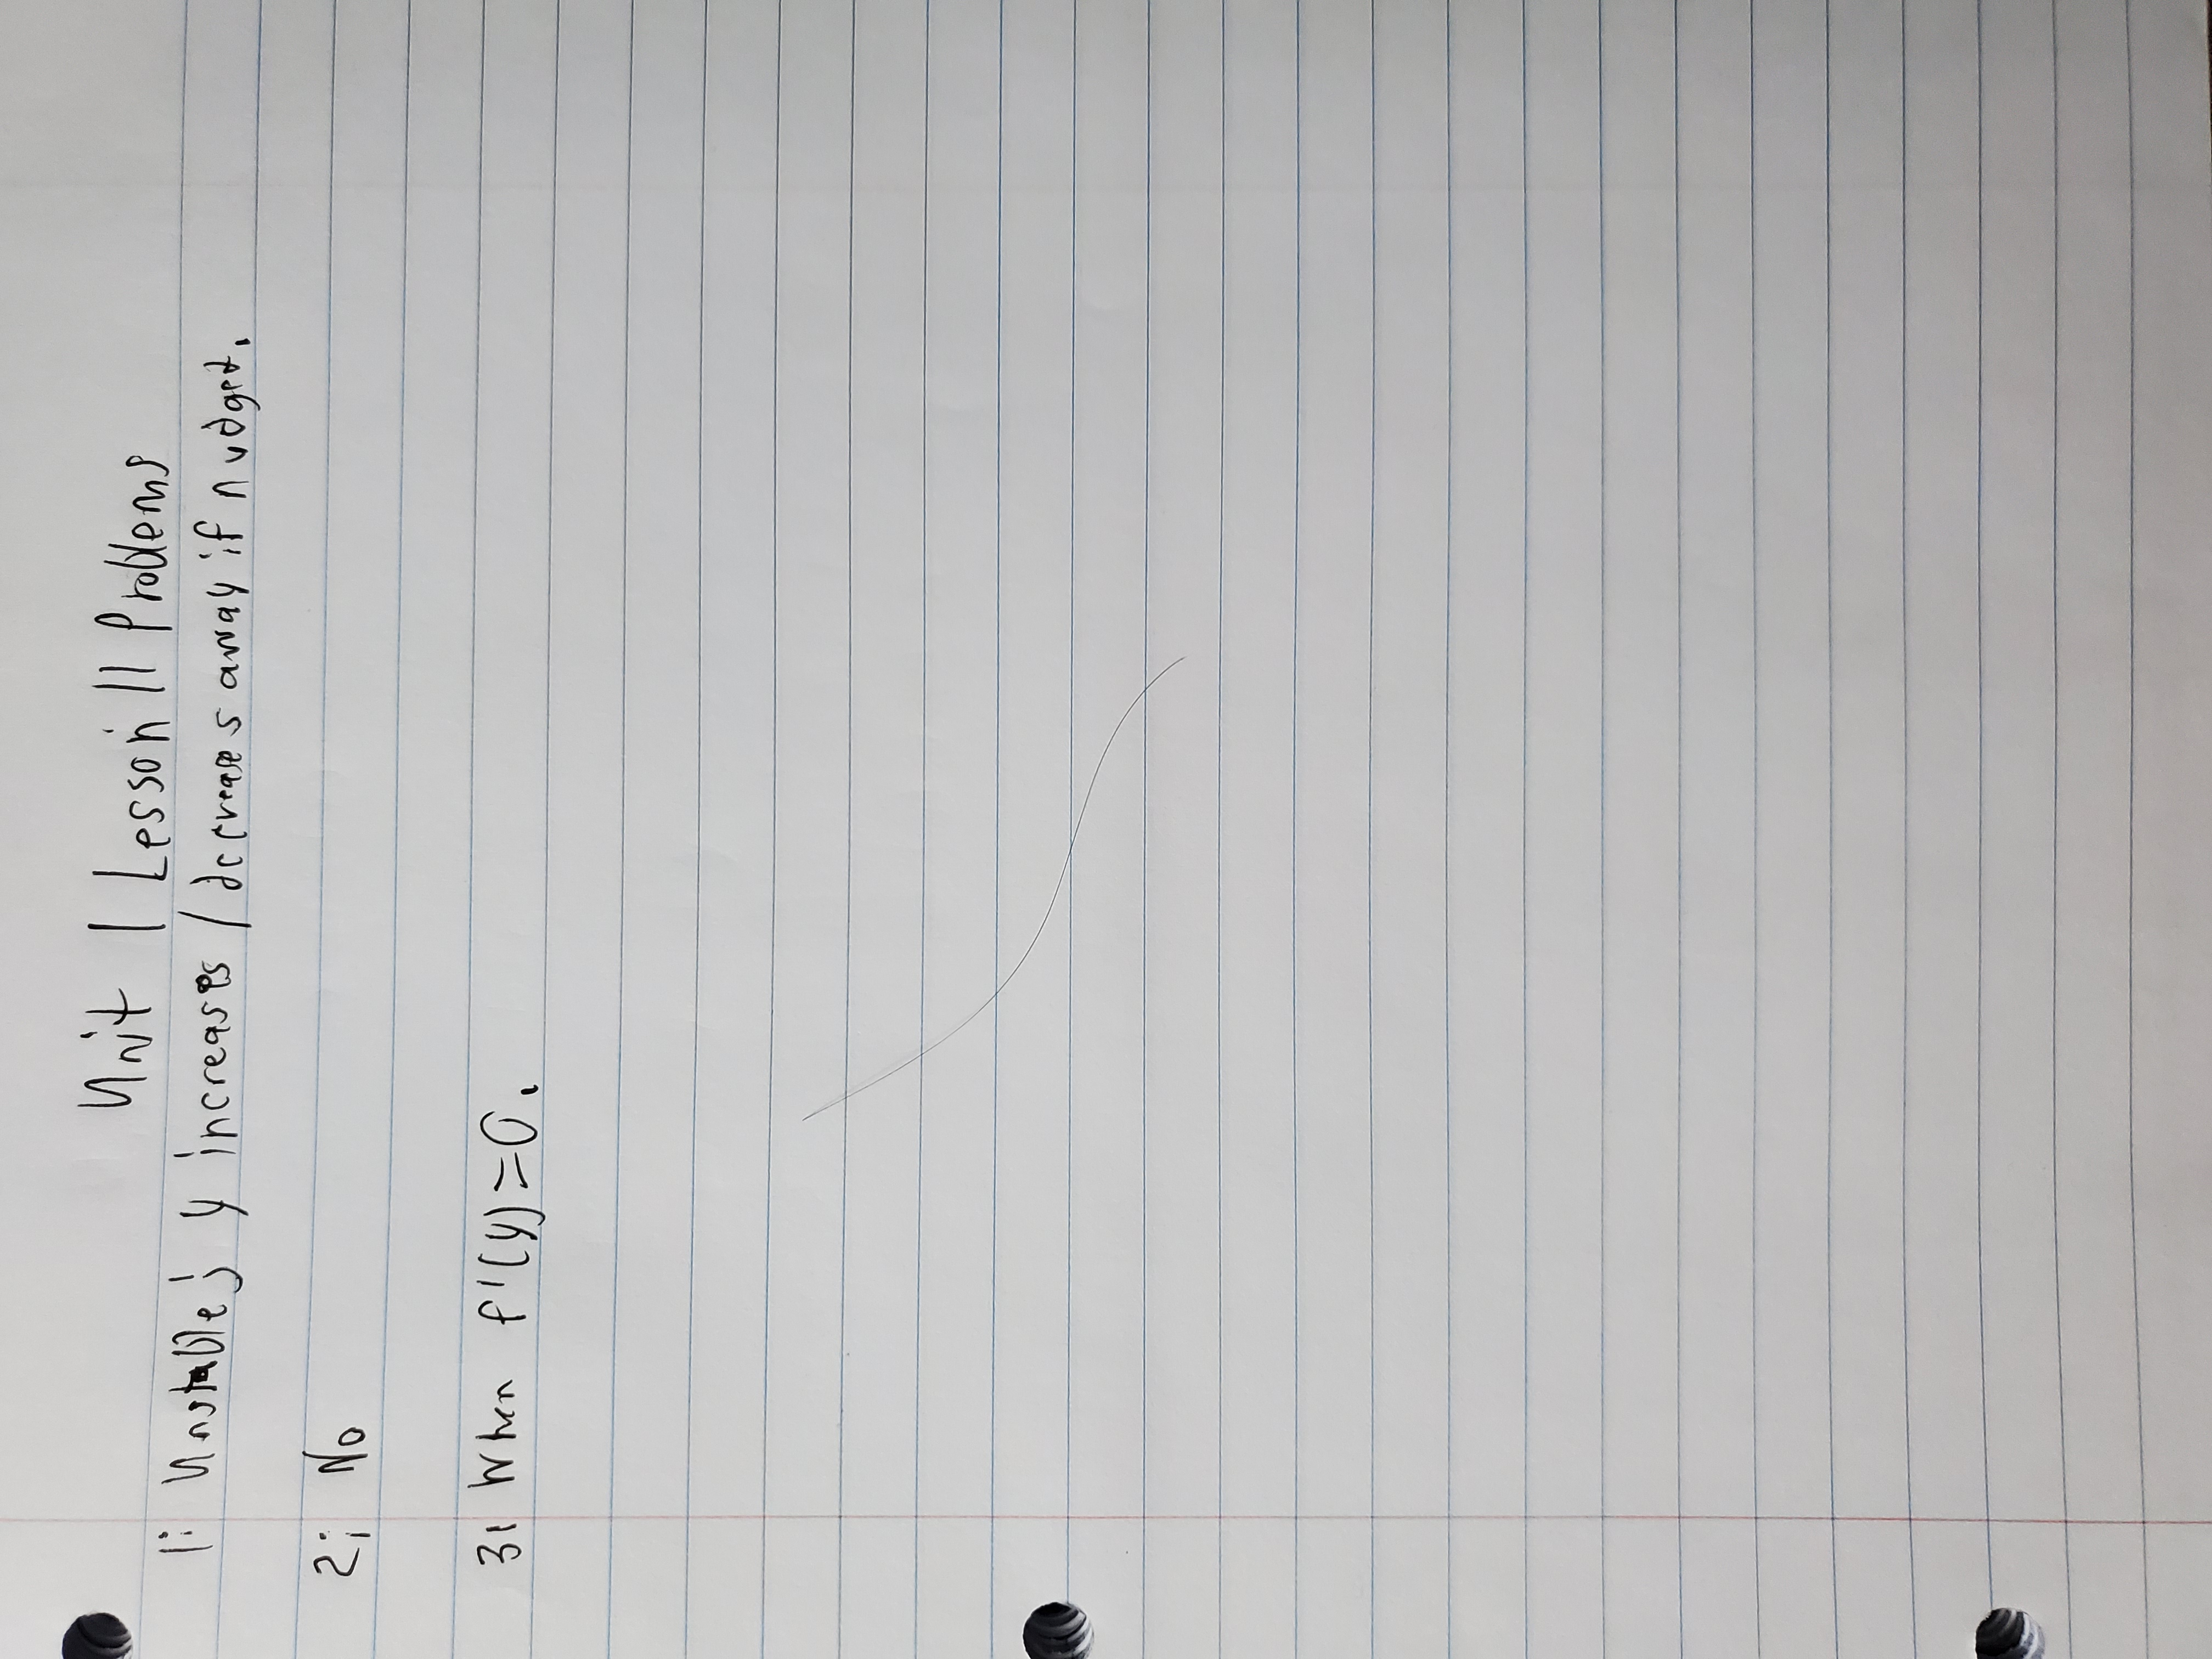 Unit 1 Lesson 11 Problems
1: Unstable; y increases / decreases away if nudged.
2: No
3: When f'(y)=0.